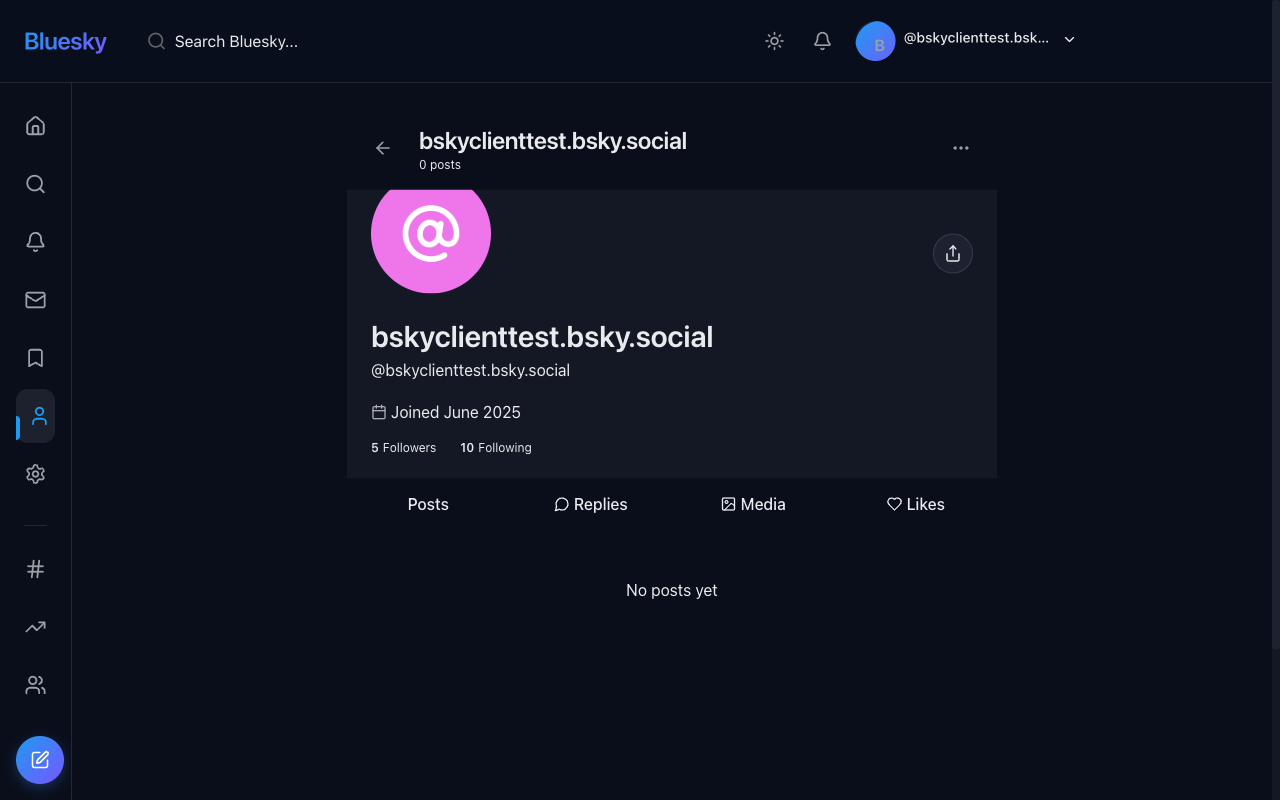 Bluesky
Search Bluesky...
B
@bskyclienttest.bsk...
bskyclienttest.bsky.social
0 posts
@
bskyclienttest.bsky.social
@bskyclienttest.bsky.social
Joined June 2025
5 Followers 10 Following
Posts Replies Media Likes
No posts yet